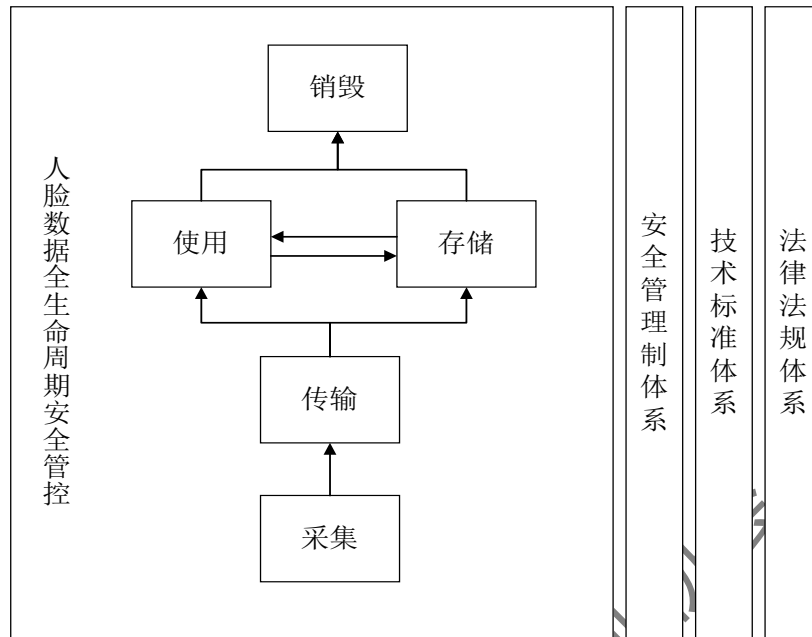 人脸数据全生命周期安全管控
销毁
使用
存储
传输
采集
安全管理制体系
技术标准体系
法律法规体系